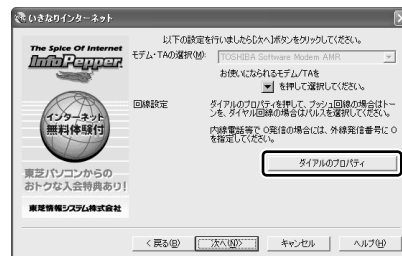 いきなりインターネット
The Spice Of Internet
InfoPepper
インターネット
無料体験付
東芝パソコンからの
おトクな入会特典あり!
東芝情報システム株式会社
以下の設定を行いましたら[次へ]ボタンをクリックしてください。
モデム・TAの選択(M):
TOSHIBA Software Modem AMR
お使いになられるモデム/TAを
▼ を押して選択してください。
回線設定
ダイアルのプロパティを押して、プッシュ回線の場合はトー
ンを、ダイヤル回線の場合はパルスを選択してください。
内線電話等で 0発信の場合には、外線発信番号に 0
を指定してください。
ダイアルのプロパティ
< 戻る(B)
次へ(N)>
キャンセル
ヘルプ(H)